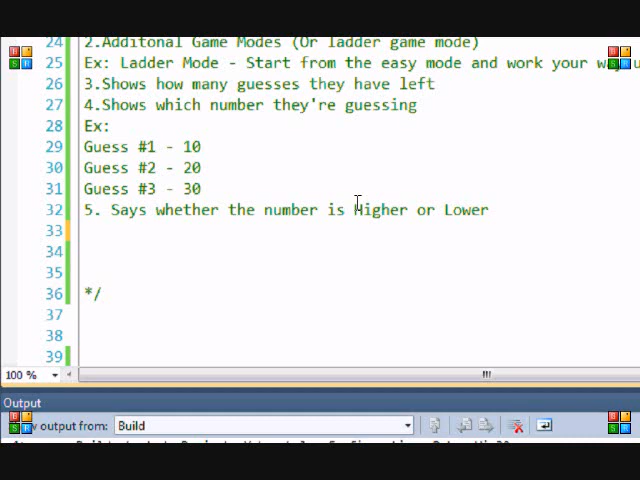 24 2.Additonal Game Modes (Or ladder game mode)
25 Ex: Ladder Mode - Start from the easy mode and work your way u
26 3.Shows how many guesses they have left
27 4.Shows which number they're guessing
28 Ex:
29 Guess #1 - 10
30 Guess #2 - 20
31 Guess #3 - 30
32 5. Says whether the number is Higher or Lower
33
34
35
36 */
37
38
39
100 %
Output
output from: Build